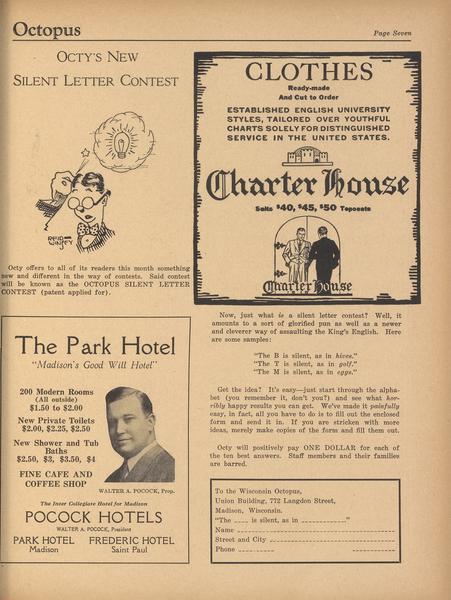 Octopus
Page Seven
OCTY'S NEW
SILENT LETTER CONTEST
Octy offers to all of its readers this month something
new and different in the way of contests. Said contest
will be known as the OCTOPUS SILENT LETTER
CONTEST (patent applied for).
CLOTHES
Ready-made
And Cut to Order
ESTABLISHED ENGLISH UNIVERSITY
STYLES, TAILORED OVER YOUTHFUL
CHARTS SOLELY FOR DISTINGUISHED
SERVICE IN THE UNITED STATES.
Charter House
Suits $40, $45, $50 Topcoats
Charter House
Now, just what is a silent letter contest? Well, it
amounts to a sort of glorified pun as well as a newer
and cleverer way of assaulting the King's English. Here
are some samples:
"The B is silent, as in hives."
"The T is silent, as in golf."
"The M is silent, as in eggs."
Get the idea? It's easy—just start through the alpha-
bet (you remember it, don't you?) and see what hor-
ribly happy results you can get. We've made it painfully
easy, in fact, all you have to do is to fill out the enclosed
form and send it in. If you are stricken with more
ideas, merely make copies of the form and fill them out.
Octy will positively pay ONE DOLLAR for each of
the ten best answers. Staff members and their families
are barred.
The Park Hotel
"Madison's Good Will Hotel"
200 Modern Rooms
(All outside)
$1.50 to $2.00
New Private Toilets
$2.00, $2.25, $2.50
New Shower and Tub
Baths
$2.50, $3, $3.50, $4
FINE CAFE AND
COFFEE SHOP
WALTER A. POCOCK, Prop.
The Inter Collegiate Hotel for Madison
POCOCK HOTELS
WALTER A. POCOCK, President
PARK HOTEL FREDERIC HOTEL
Madison Saint Paul
To the Wisconsin Octopus,
Union Building, 772 Langdon Street,
Madison, Wisconsin.
"The ____ is silent, as in ____________"
Name
Street and City
Phone